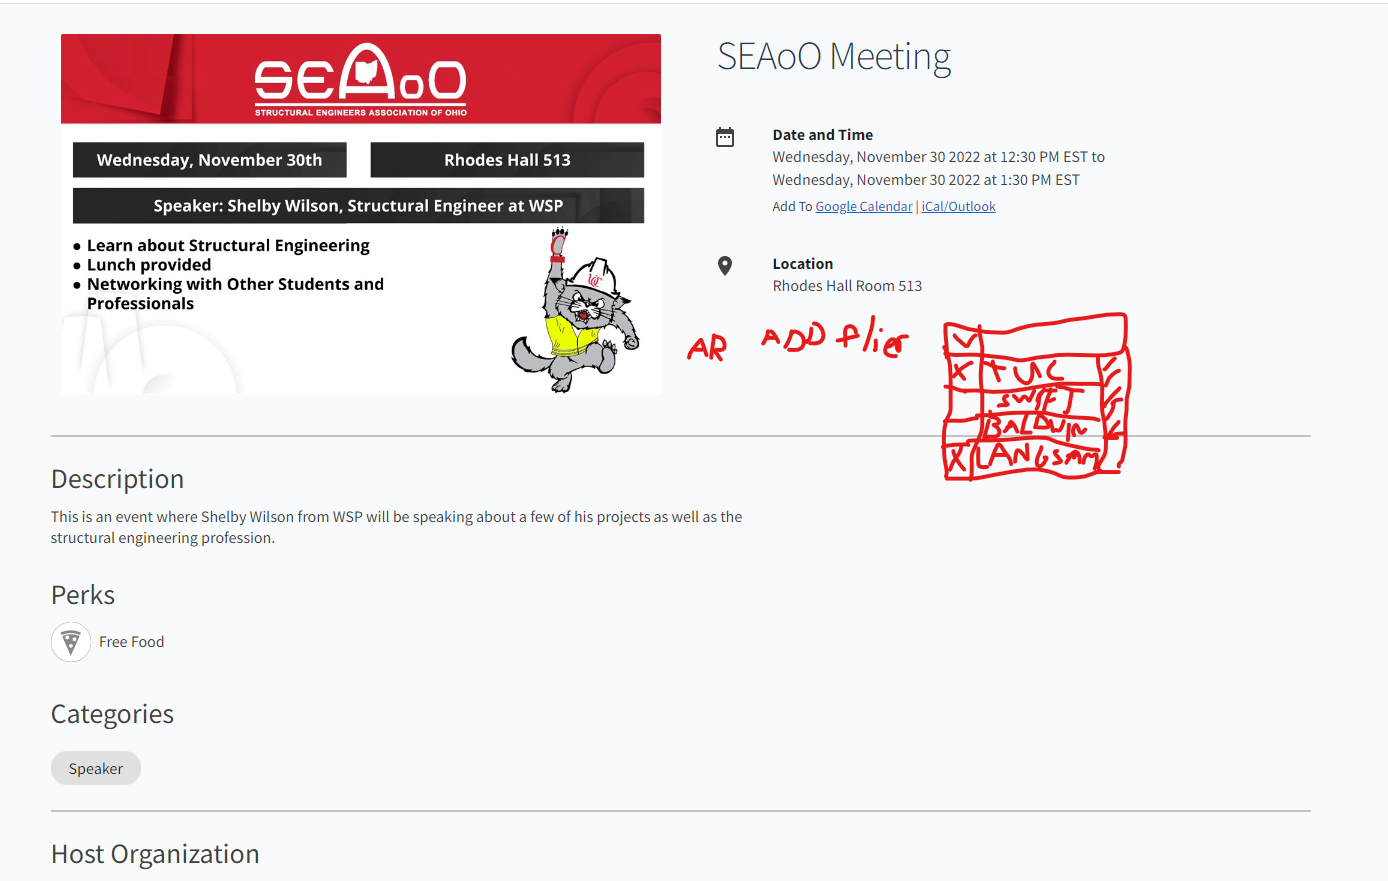 SEAoO
STRUCTURAL ENGINEERS ASSOCIATION OF OHIO
Wednesday, November 30th
Rhodes Hall 513
Speaker: Shelby Wilson, Structural Engineer at WSP
• Learn about Structural Engineering
• Lunch provided
• Networking with Other Students and
Professionals
UC
SEAoO Meeting
Date and Time
Wednesday, November 30 2022 at 12:30 PM EST to
Wednesday, November 30 2022 at 1:30 PM EST
Add To Google Calendar | iCal/Outlook
Location
Rhodes Hall Room 513
AR ADD flier
X TUC
SWIFT
BALDWIN
X LANGSAM
Description
This is an event where Shelby Wilson from WSP will be speaking about a few of his projects as well as the
structural engineering profession.
Perks
Free Food
Categories
Speaker
Host Organization